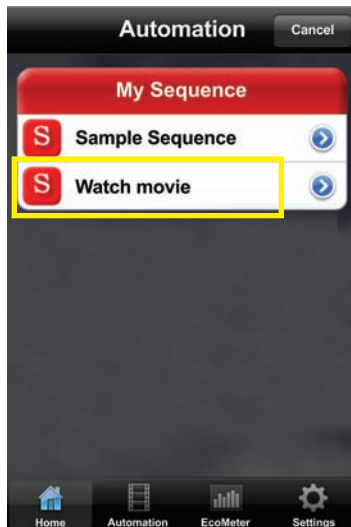 Automation Cancel
My Sequence
S Sample Sequence
S Watch movie
Home Automation EcoMeter Settings